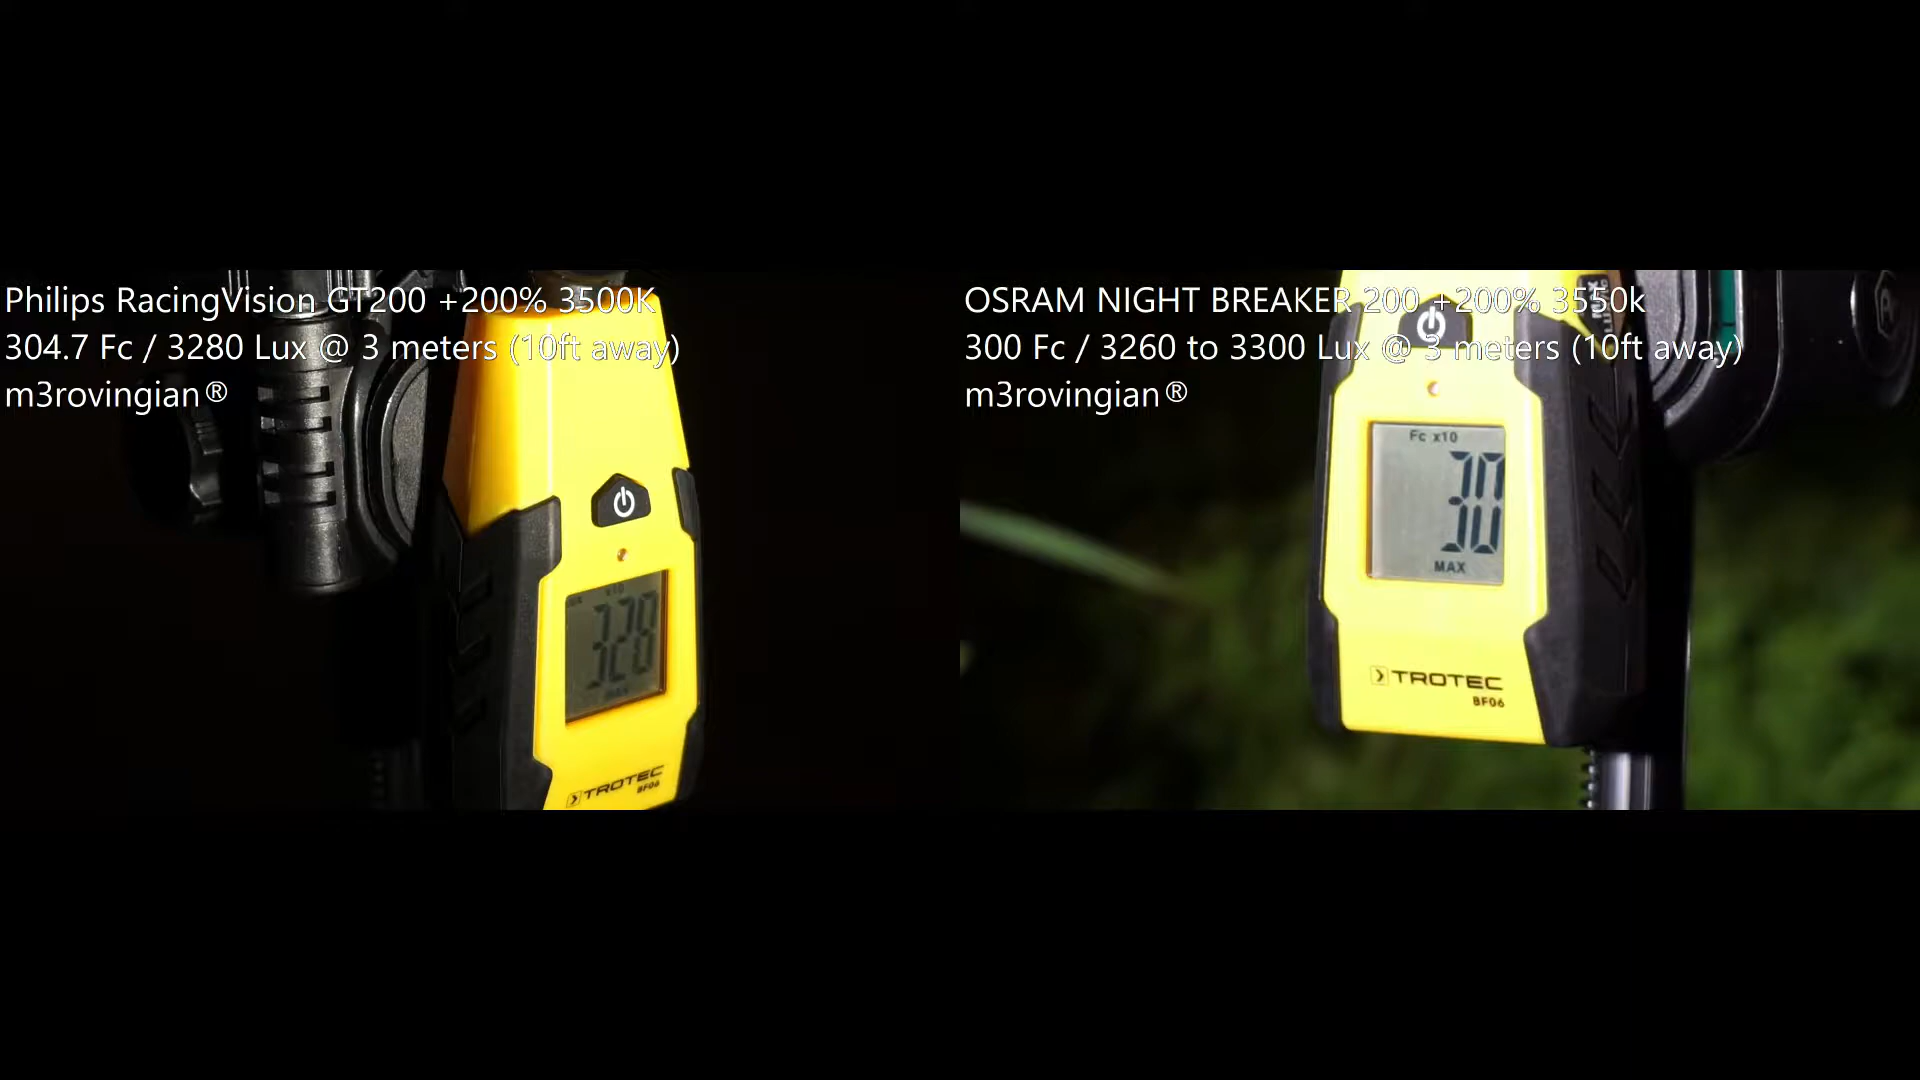 Philips RacingVision GT200 +200% 3500K
304.7 Fc / 3280 Lux @ 3 meters (10ft away)
m3rovingian®
x10
328
MAX
TROTEC
BF06
OSRAM NIGHT BREAKER 200 +200% 3550k
300 Fc / 3260 to 3300 Lux @ 3 meters (10ft away)
m3rovingian®
Fc x10
30
MAX
TROTEC
BF06